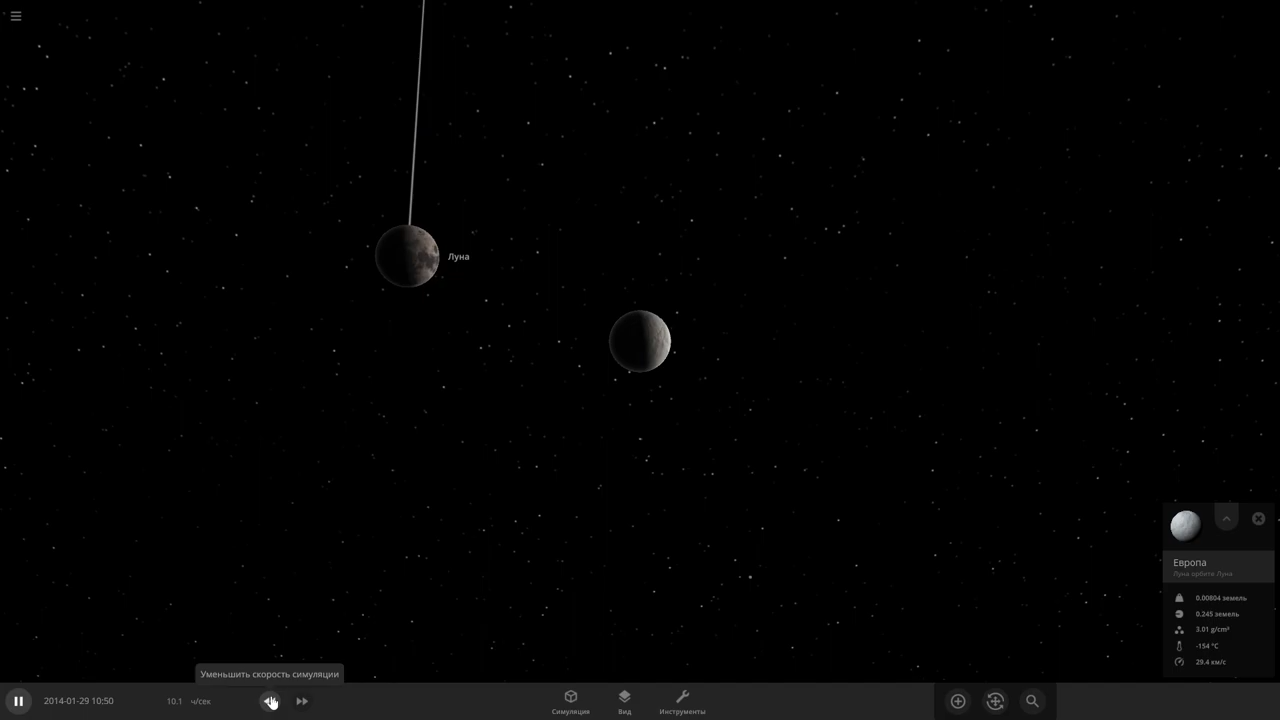 Луна
Европа
Луна орбита Луна
0.00804 земель
0.245 земель
3.01 g/cm³
-154 °C
29.4 км/с
Уменьшить скорость симуляции
2014-01-29 10:50
10.1 ч/сек
Симуляция
Вид
Инструменты